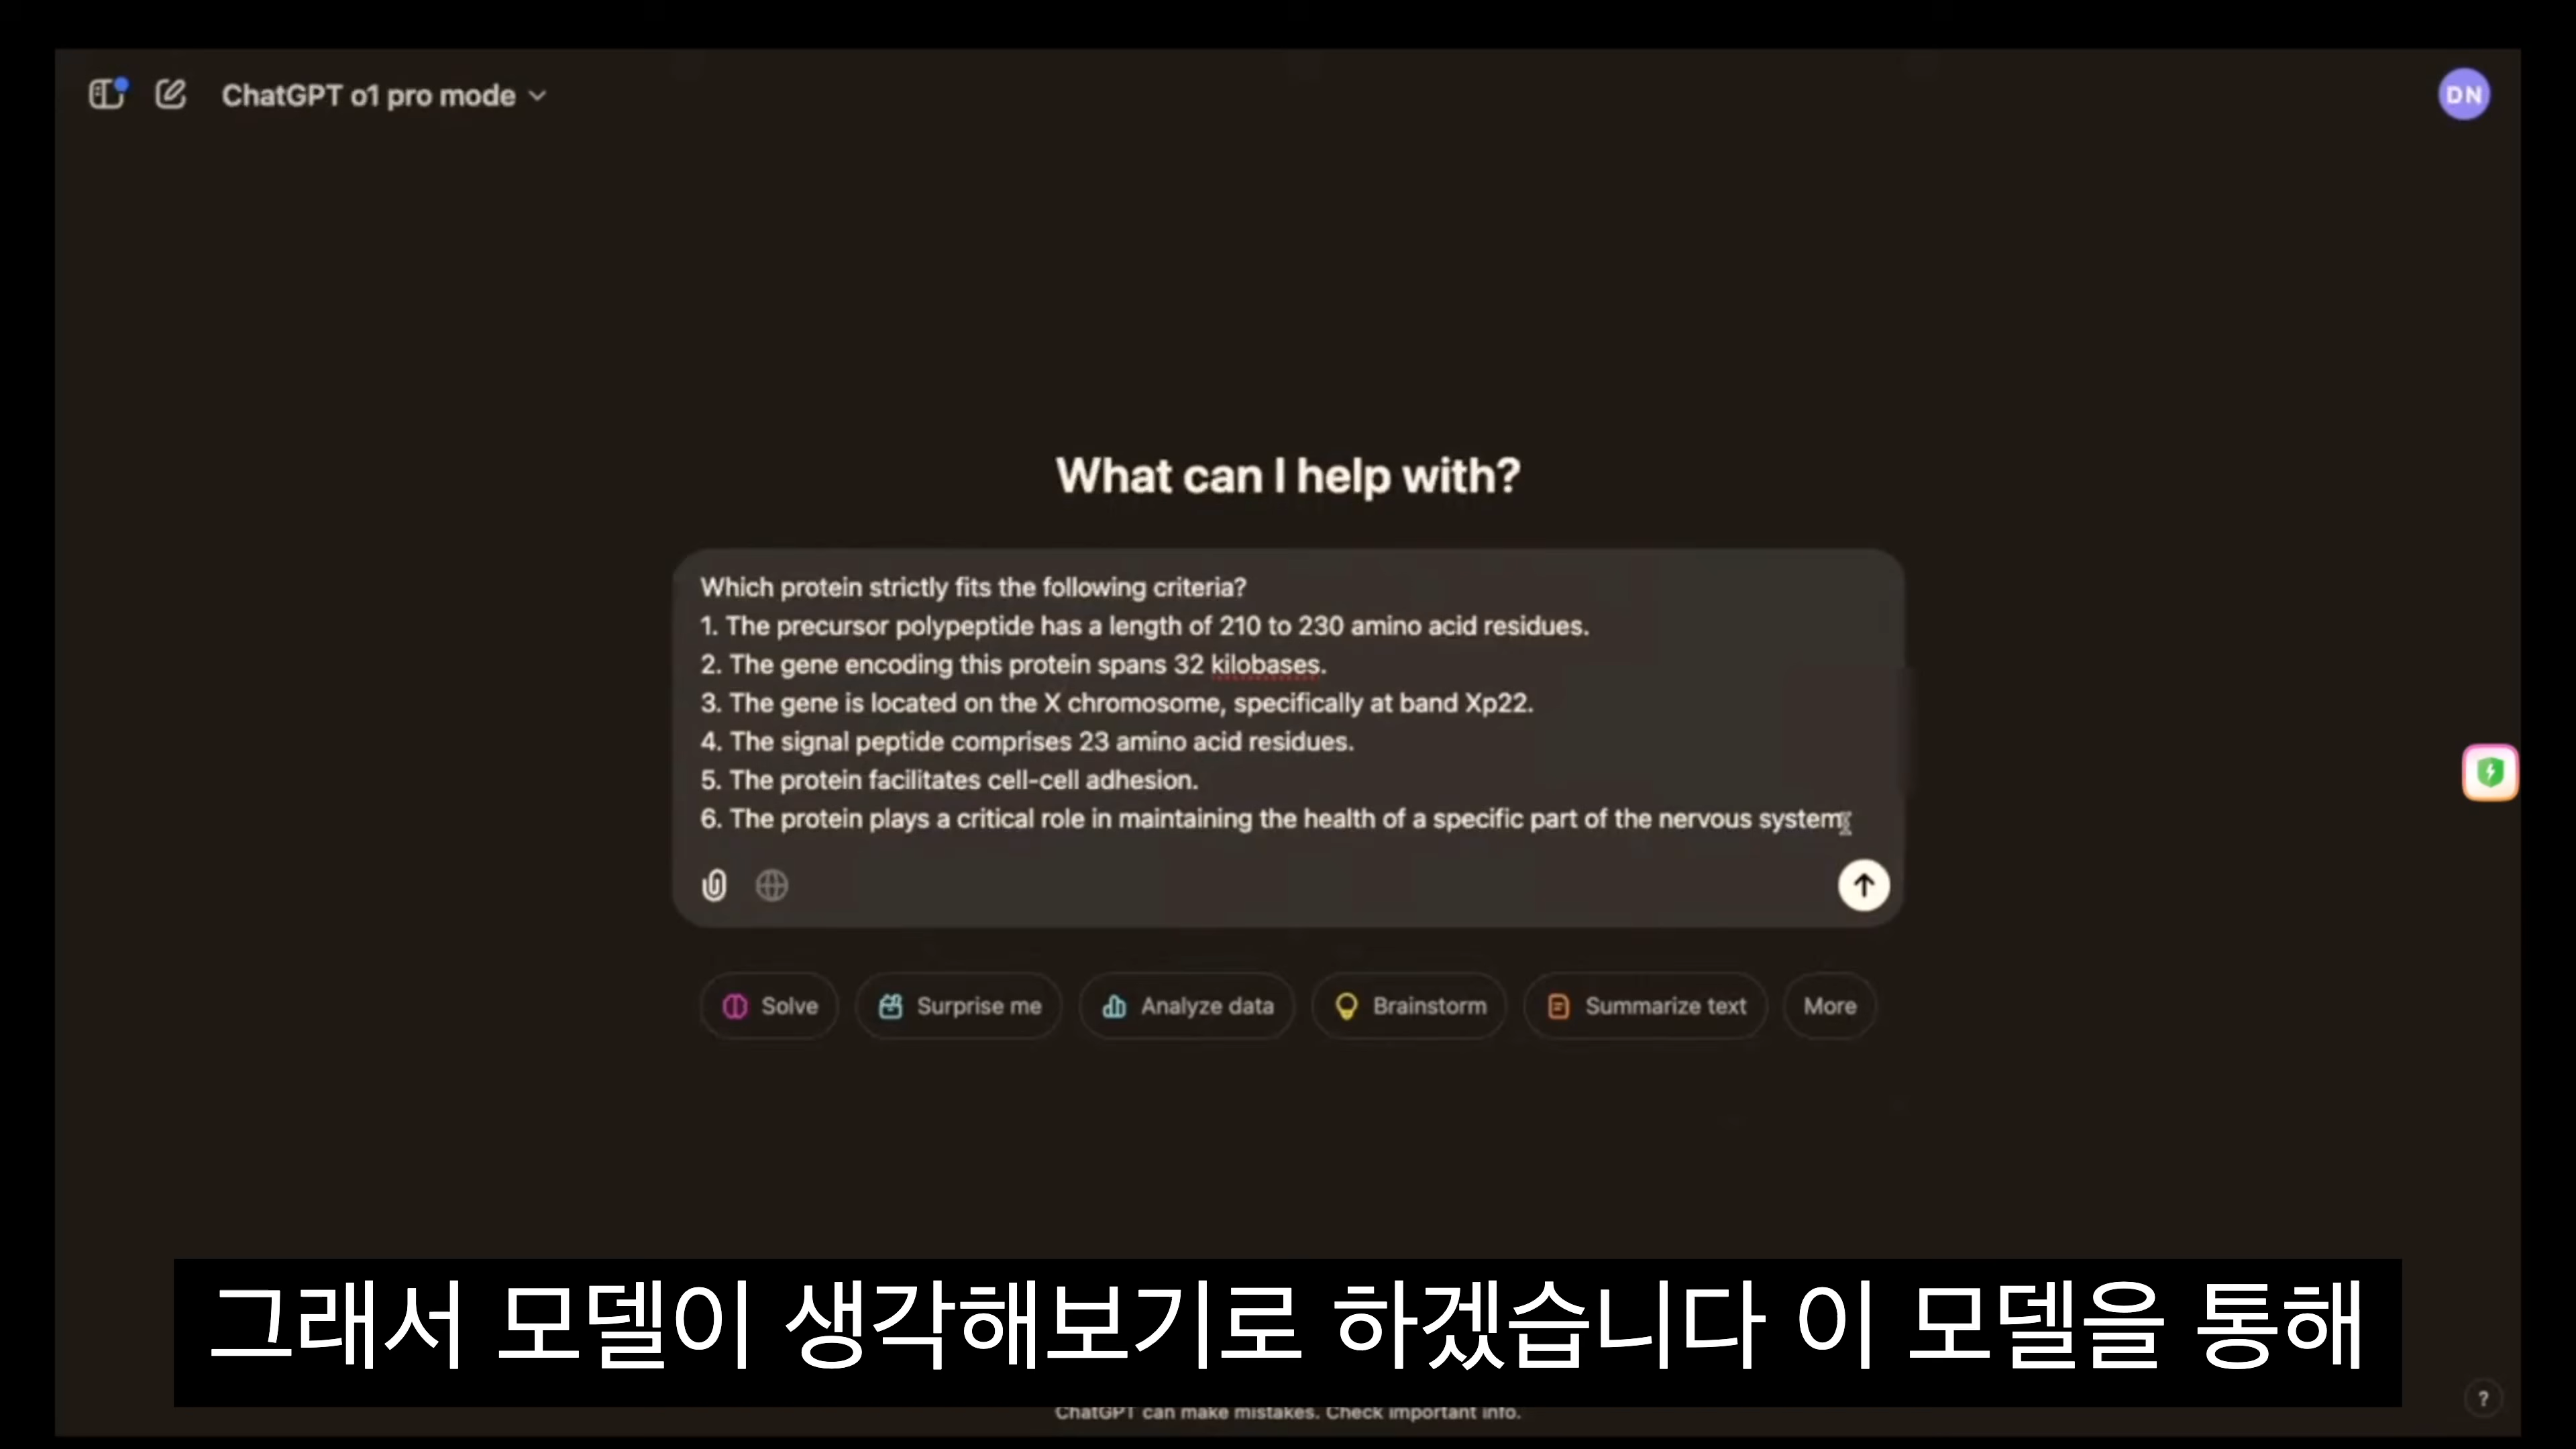 ChatGPT o1 pro mode
DN
What can I help with?
Which protein strictly fits the following criteria?
1. The precursor polypeptide has a length of 210 to 230 amino acid residues.
2. The gene encoding this protein spans 32 kilobases.
3. The gene is located on the X chromosome, specifically at band Xp22.
4. The signal peptide comprises 23 amino acid residues.
5. The protein facilitates cell-cell adhesion.
6. The protein plays a critical role in maintaining the health of a specific part of the nervous system.
Solve
Surprise me
Analyze data
Brainstorm
Summarize text
More
그래서 모델이 생각해보기로 하겠습니다 이 모델을 통해
ChatGPT can make mistakes. Check important info.
?